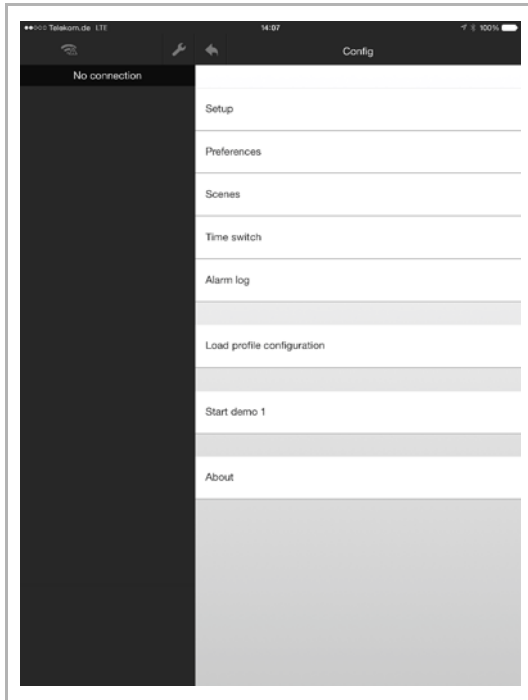 Telekom.de LTE 14:07 100%
Config
No connection
Setup
Preferences
Scenes
Time switch
Alarm log
Load profile configuration
Start demo 1
About